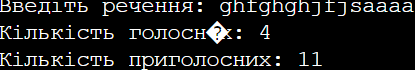 Введіть речення: ghfghghjfjsaaaa
Кількість голосн�х: 4
Кількість приголосних: 11